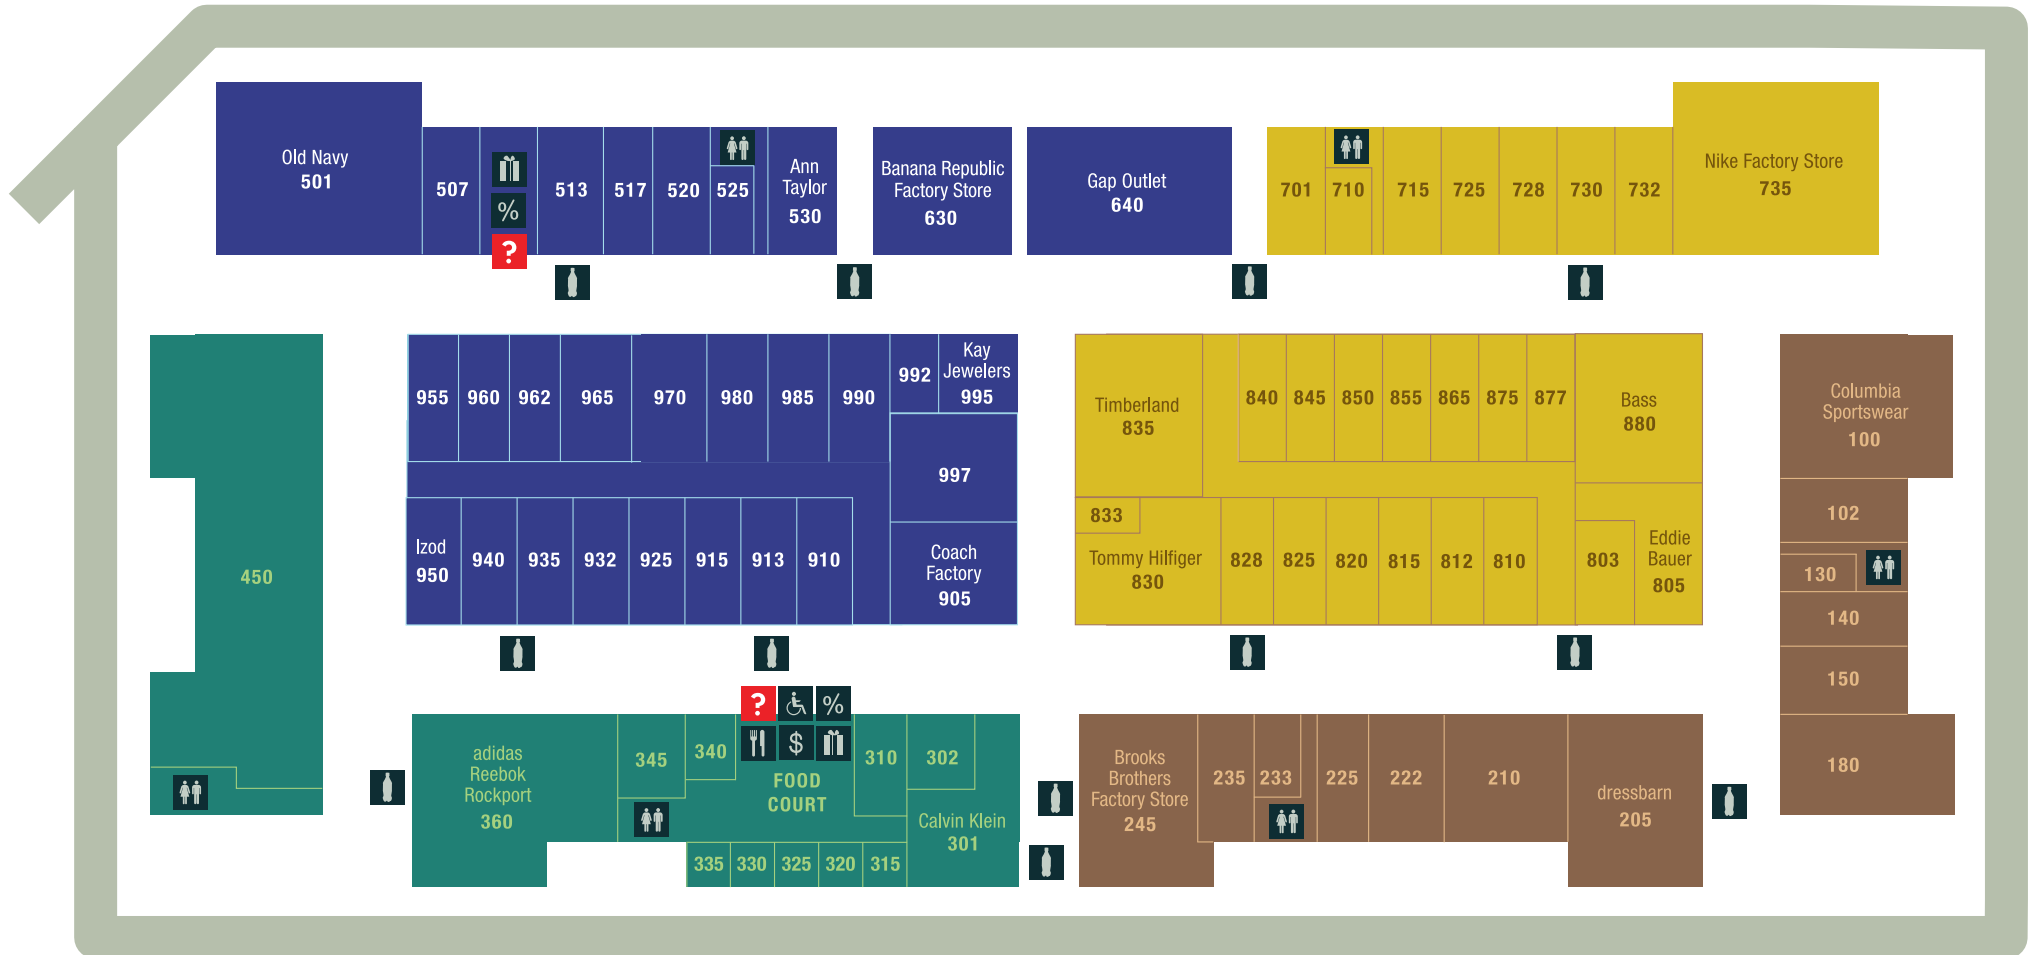 Old Navy
501
507
%
?
513
517
520
525
Ann
Taylor
530
Banana Republic
Factory Store
630
Gap Outlet
640
701
710
715
725
728
730
732
Nike Factory Store
735
450
955
960
962
965
970
980
985
990
992
Kay
Jewelers
995
997
Izod
950
940
935
932
925
915
913
910
Coach
Factory
905
Timberland
835
840
845
850
855
865
875
877
Bass
880
833
Tommy Hilfiger
830
828
825
820
815
812
810
803
Eddie
Bauer
805
Columbia
Sportswear
100
102
130
140
150
180
adidas
Reebok
Rockport
360
345
340
?
%
$
FOOD
COURT
310
302
Calvin Klein
301
335
330
325
320
315
Brooks
Brothers
Factory Store
245
235
233
225
222
210
dressbarn
205